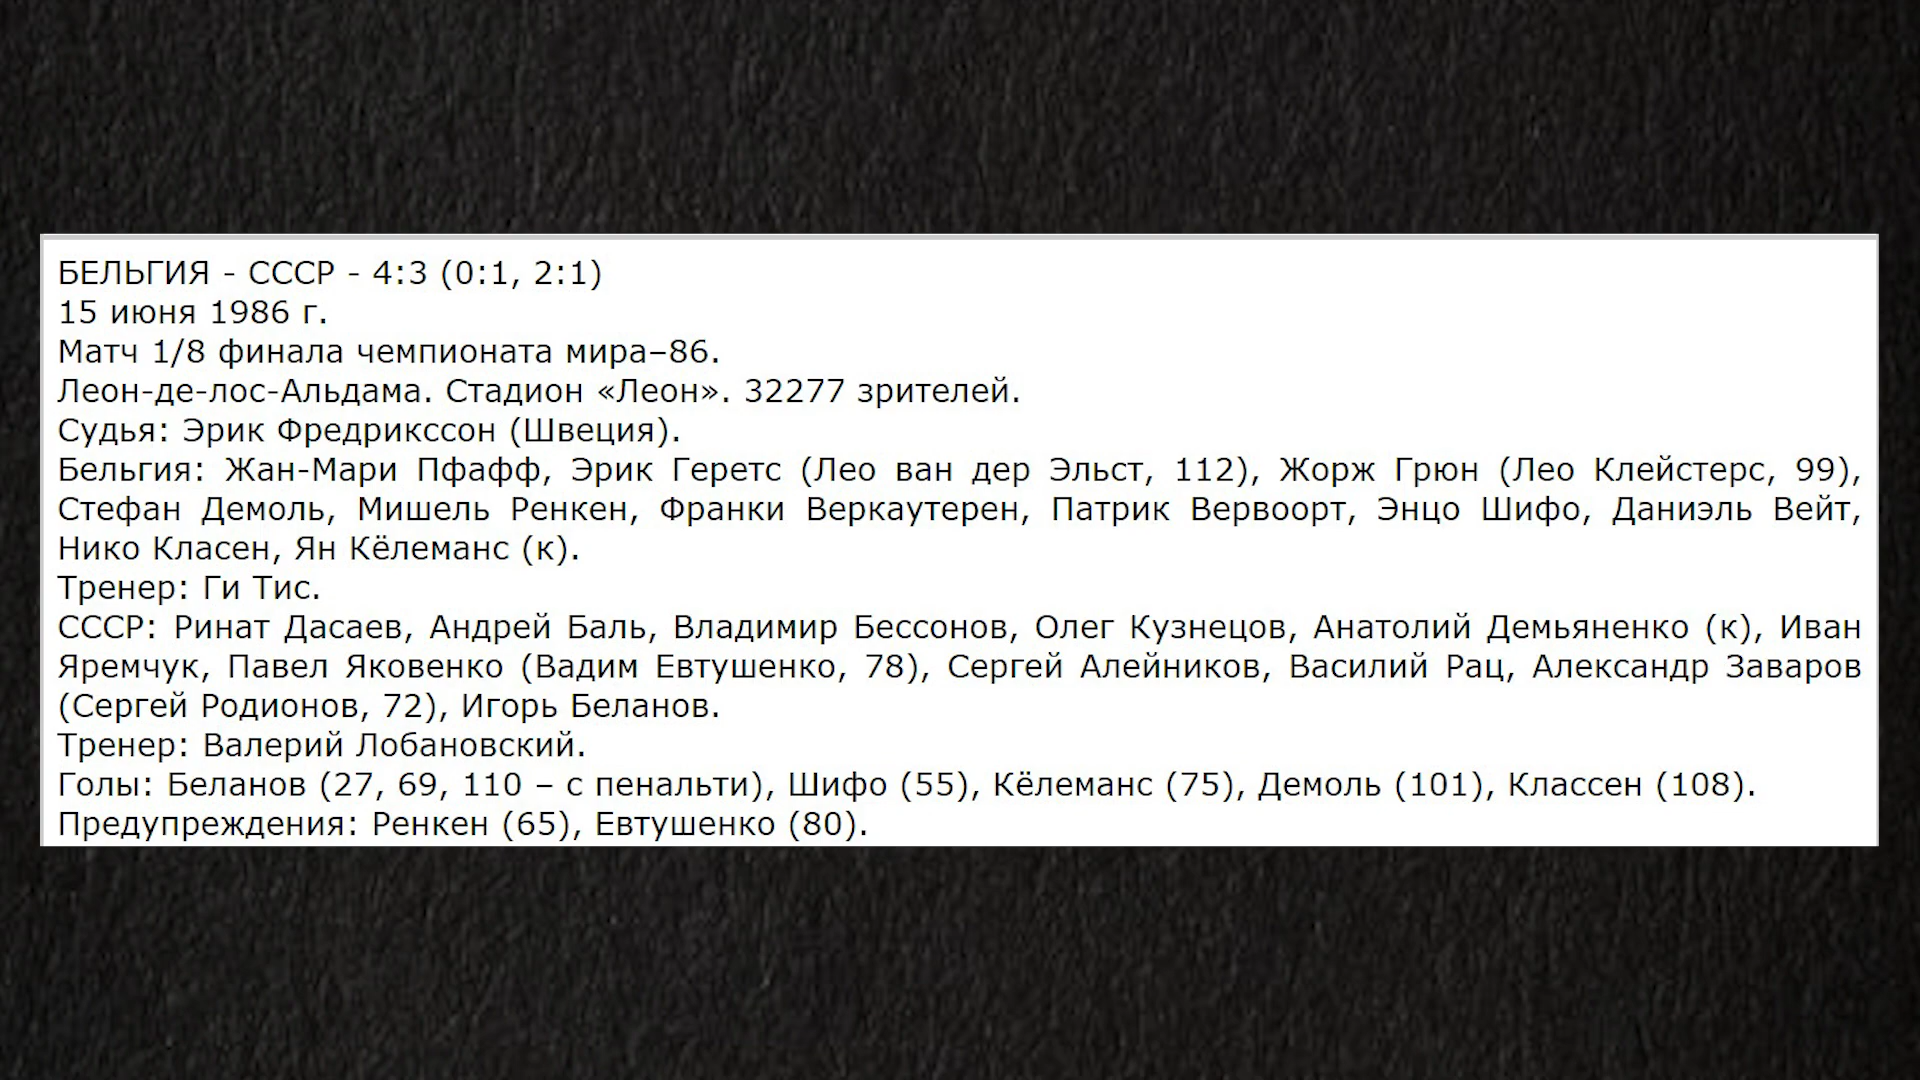 БЕЛЬГИЯ - СССР - 4:3 (0:1, 2:1)
15 июня 1986 г.
Матч 1/8 финала чемпионата мира–86.
Леон-де-лос-Альдама. Стадион «Леон». 32277 зрителей.
Судья: Эрик Фредрикссон (Швеция).
Бельгия: Жан-Мари Пфафф, Эрик Геретс (Лео ван дер Эльст, 112), Жорж Грюн (Лео Клейстерс, 99),
Стефан Демоль, Мишель Ренкен, Франки Веркаутерен, Патрик Вервоорт, Энцо Шифо, Даниэль Вейт,
Нико Класен, Ян Кёлеманс (к).
Тренер: Ги Тис.
СССР: Ринат Дасаев, Андрей Баль, Владимир Бессонов, Олег Кузнецов, Анатолий Демьяненко (к), Иван
Яремчук, Павел Яковенко (Вадим Евтушенко, 78), Сергей Алейников, Василий Рац, Александр Заваров
(Сергей Родионов, 72), Игорь Беланов.
Тренер: Валерий Лобановский.
Голы: Беланов (27, 69, 110 – с пенальти), Шифо (55), Кёлеманс (75), Демоль (101), Классен (108).
Предупреждения: Ренкен (65), Евтушенко (80).